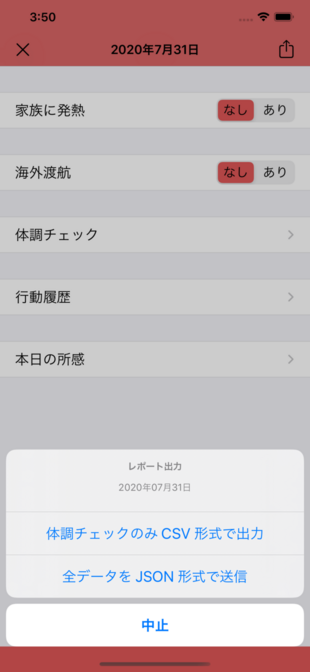 3:50
2020年7月31日
家族に発熱 なし あり
海外渡航 なし あり
体調チェック
行動履歴
本日の所感
レポート出力
2020年07月31日
体調チェックのみ CSV 形式で出力
全データを JSON 形式で送信
中止